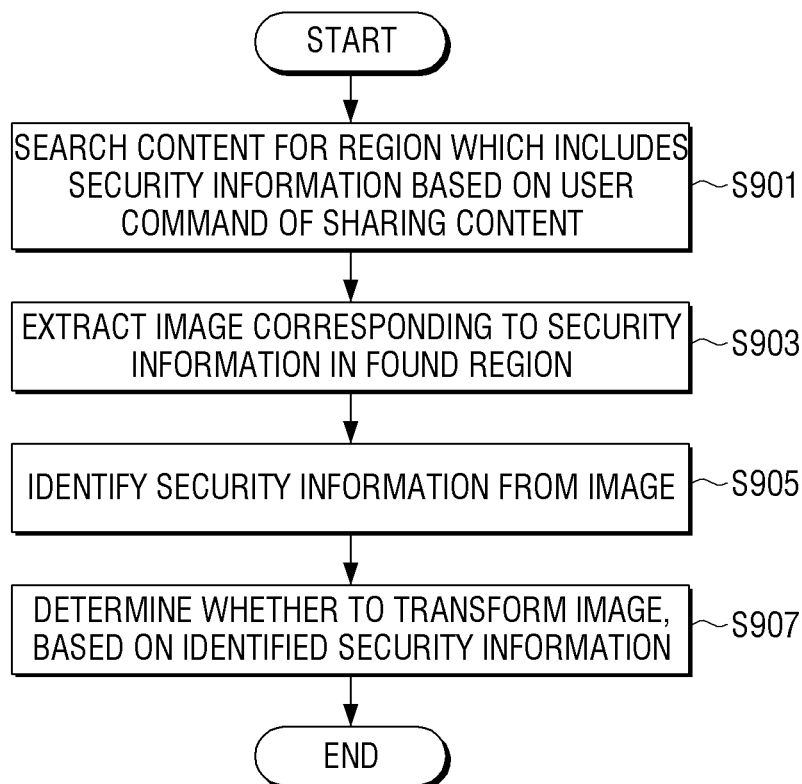 START
SEARCH CONTENT FOR REGION WHICH INCLUDES
SECURITY INFORMATION BASED ON USER
COMMAND OF SHARING CONTENT
S901
EXTRACT IMAGE CORRESPONDING TO SECURITY
INFORMATION IN FOUND REGION
S903
IDENTIFY SECURITY INFORMATION FROM IMAGE
S905
DETERMINE WHETHER TO TRANSFORM IMAGE,
BASED ON IDENTIFIED SECURITY INFORMATION
S907
END